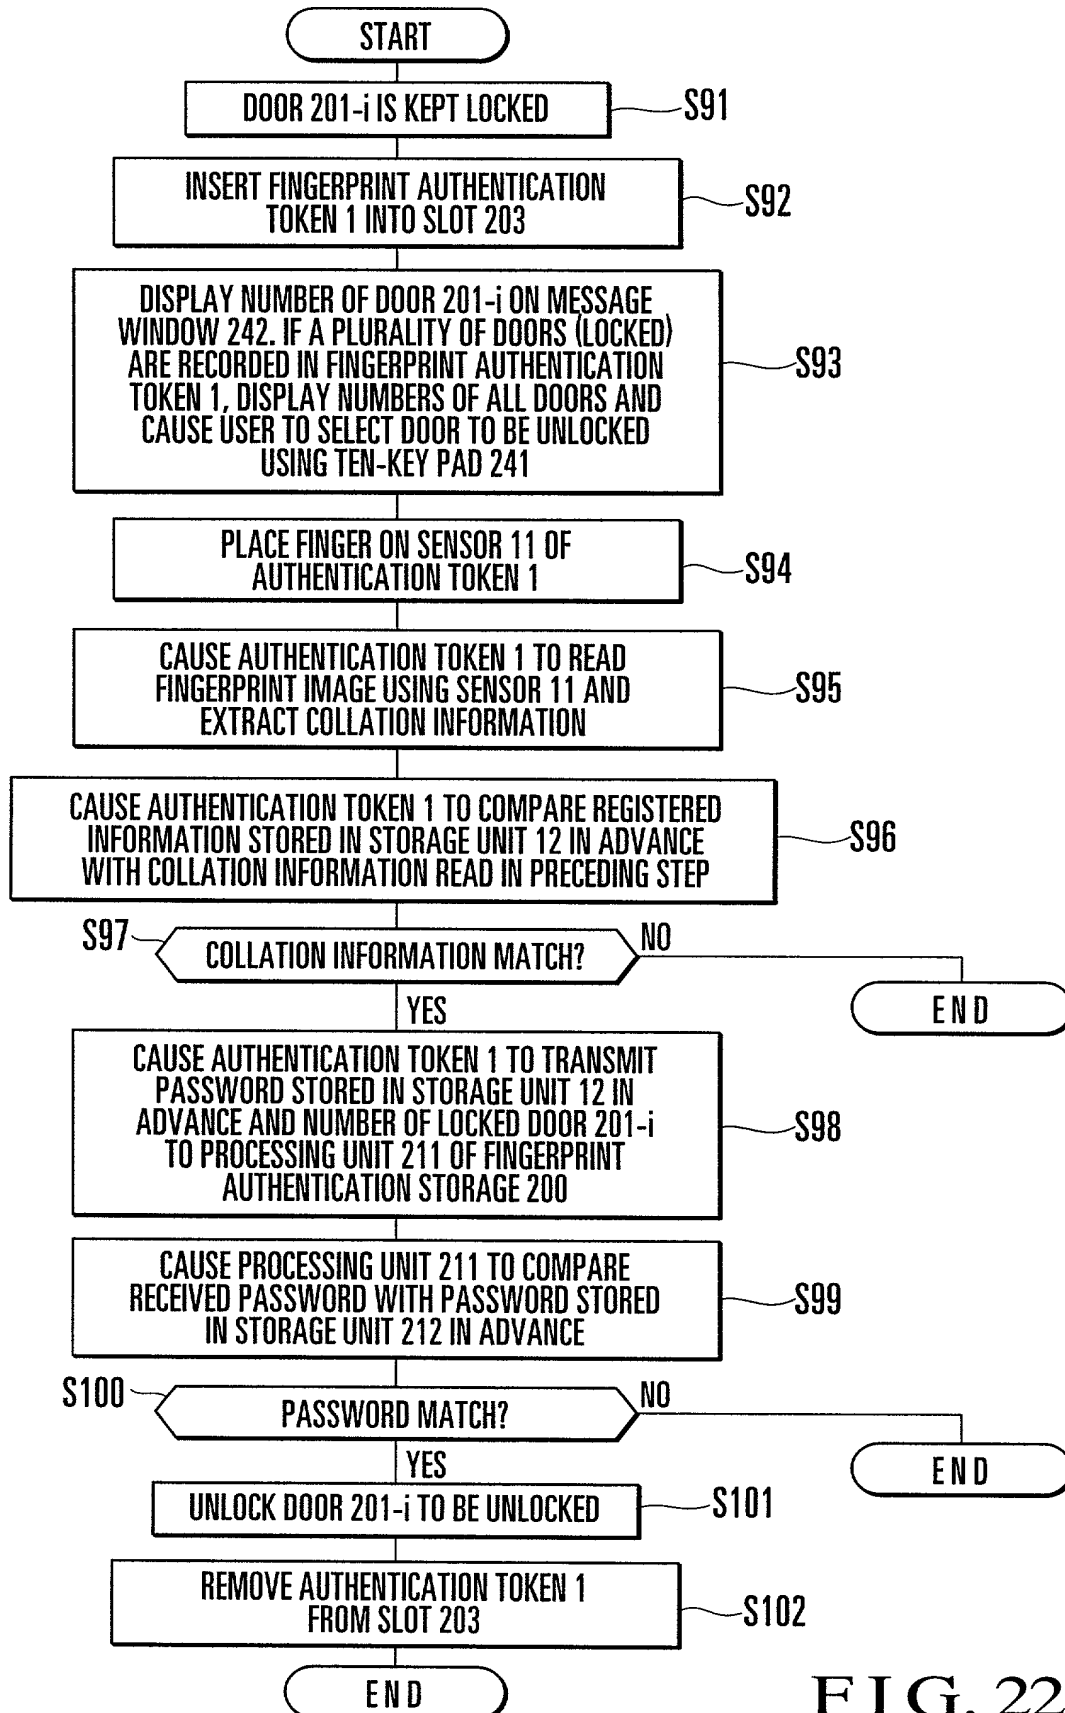 START
DOOR 201-i IS KEPT LOCKED
S91
INSERT FINGERPRINT AUTHENTICATION
TOKEN 1 INTO SLOT 203
S92
DISPLAY NUMBER OF DOOR 201-i ON MESSAGE
WINDOW 242. IF A PLURALITY OF DOORS (LOCKED)
ARE RECORDED IN FINGERPRINT AUTHENTICATION
TOKEN 1, DISPLAY NUMBERS OF ALL DOORS AND
CAUSE USER TO SELECT DOOR TO BE UNLOCKED
USING TEN-KEY PAD 241
S93
PLACE FINGER ON SENSOR 11 OF
AUTHENTICATION TOKEN 1
S94
CAUSE AUTHENTICATION TOKEN 1 TO READ
FINGERPRINT IMAGE USING SENSOR 11 AND
EXTRACT COLLATION INFORMATION
S95
CAUSE AUTHENTICATION TOKEN 1 TO COMPARE REGISTERED
INFORMATION STORED IN STORAGE UNIT 12 IN ADVANCE
WITH COLLATION INFORMATION READ IN PRECEDING STEP
S96
S97
COLLATION INFORMATION MATCH?
NO
END
YES
CAUSE AUTHENTICATION TOKEN 1 TO TRANSMIT
PASSWORD STORED IN STORAGE UNIT 12 IN
ADVANCE AND NUMBER OF LOCKED DOOR 201-i
TO PROCESSING UNIT 211 OF FINGERPRINT
AUTHENTICATION STORAGE 200
S98
CAUSE PROCESSING UNIT 211 TO COMPARE
RECEIVED PASSWORD WITH PASSWORD STORED
IN STORAGE UNIT 212 IN ADVANCE
S99
S100
PASSWORD MATCH?
NO
END
YES
UNLOCK DOOR 201-i TO BE UNLOCKED
S101
REMOVE AUTHENTICATION TOKEN 1
FROM SLOT 203
S102
END
FIG. 22